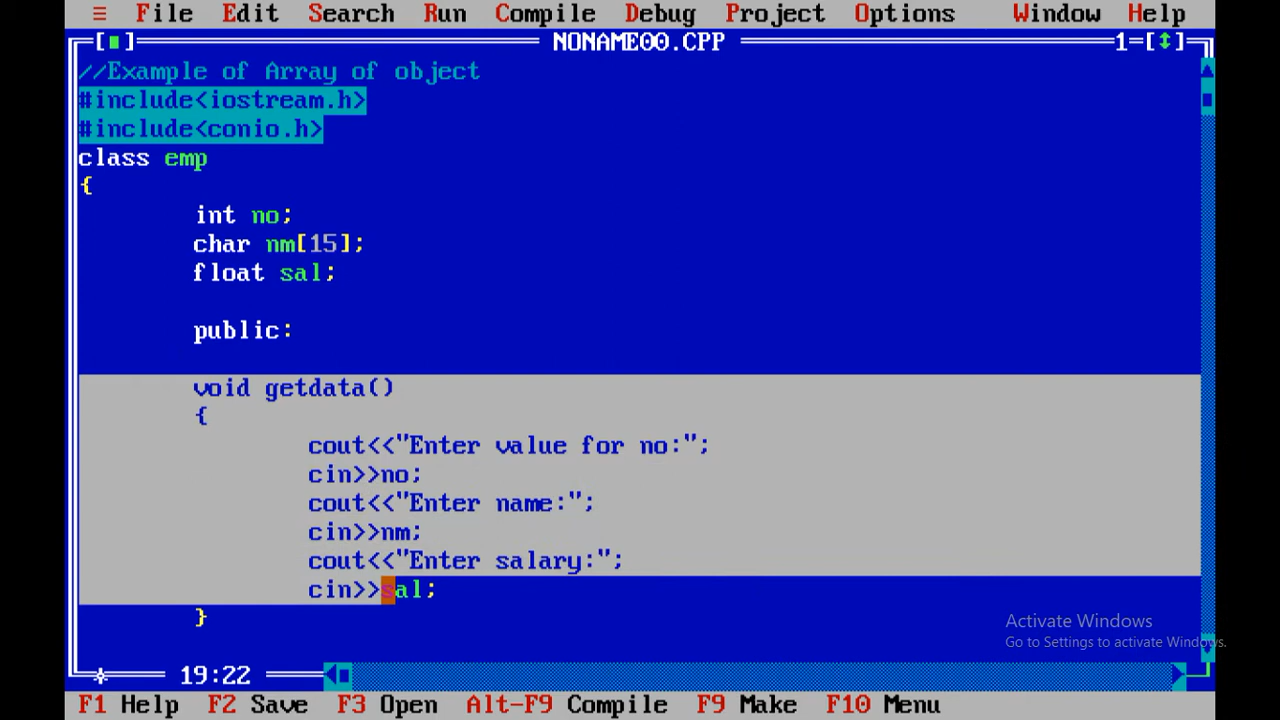 ≡ File Edit Search Run Compile Debug Project Options Window Help
[■] NONAME00.CPP 1=[↕]
//Example of Array of object
#include<iostream.h>
#include<conio.h>
class emp
{
int no;
char nm[15];
float sal;
public:
void getdata()
{
cout<<"Enter value for no:";
cin>>no;
cout<<"Enter name:";
cin>>nm;
cout<<"Enter salary:";
cin>>sal;
}
Activate Windows
Go to Settings to activate Windows.
19:22
F1 Help F2 Save F3 Open Alt-F9 Compile F9 Make F10 Menu